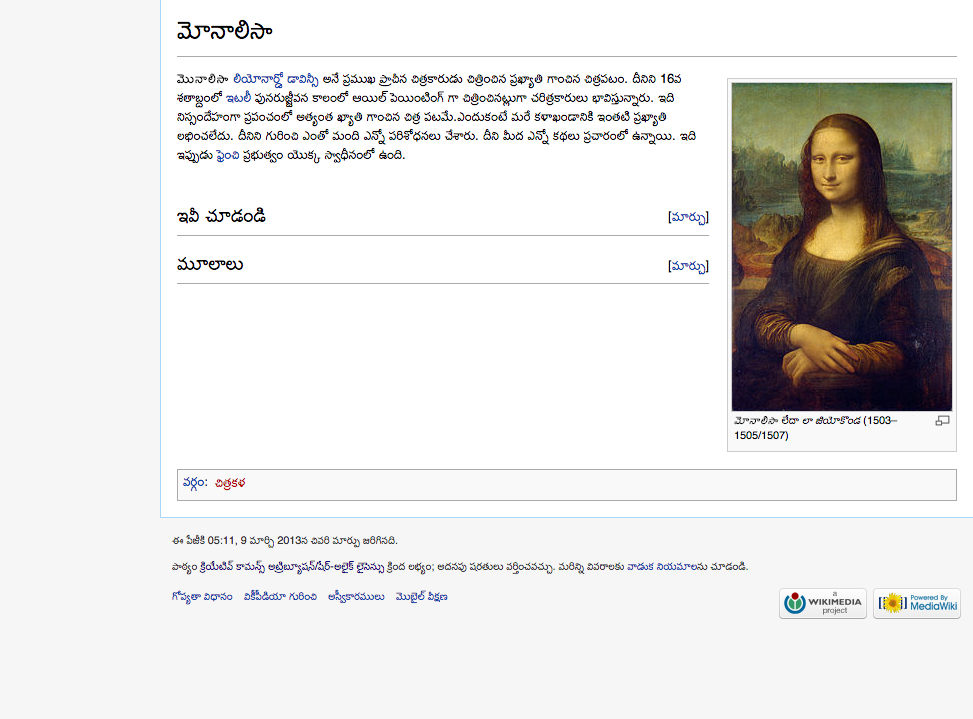 మోనాలిసా
మొనాలిసా లియోనార్డో డావిన్సి అనే ప్రముఖ ప్రాచీన చిత్రకారుడు చిత్రించిన ప్రఖ్యాతి గాంచిన చిత్రపటం. దీనిని 16వ
శతాబ్దంలో ఇటలీ పునరుజ్జీవన కాలంలో ఆయిల్ పెయింటింగ్ గా చిత్రించినట్లుగా చరిత్రకారులు భావిస్తున్నారు. ఇది
నిస్సందేహంగా ప్రపంచంలో అత్యంత ఖ్యాతి గాంచిన చిత్ర పటమే.ఎందుకంటే మరే కళాఖండానికి ఇంతటి ప్రఖ్యాతి
లభించలేదు. దీనిని గురించి ఎంతో మంది ఎన్నో పరిశోధనలు చేశారు. దీని మీద ఎన్నో కథలు ప్రచారంలో ఉన్నాయి. ఇది
ఇప్పుడు ఫ్రెంచి ప్రభుత్వం యొక్క స్వాధీనంలో ఉంది.
ఇవీ చూడండి [మార్చు]
మూలాలు [మార్చు]
మోనాలిసా లేదా లా జియోకొండ (1503–
1505/1507)
వర్గం: చిత్రకళ
ఈ పేజీకి 05:11, 9 మార్చి 2013న చివరి మార్పు జరిగినది.
పాఠ్యం క్రియేటివ్ కామన్స్ అట్రిబ్యూషన్/షేర్-అలైక్ లైసెన్సు క్రింద లభ్యం; అదనపు షరతులు వర్తించవచ్చు. మరిన్ని వివరాలకు వాడుక నియమాలను చూడండి.
గోప్యతా విధానం వికీపీడియా గురించి అస్వీకారములు మొబైల్ వీక్షణ
a
WIKIMEDIA
project
Powered By
MediaWiki